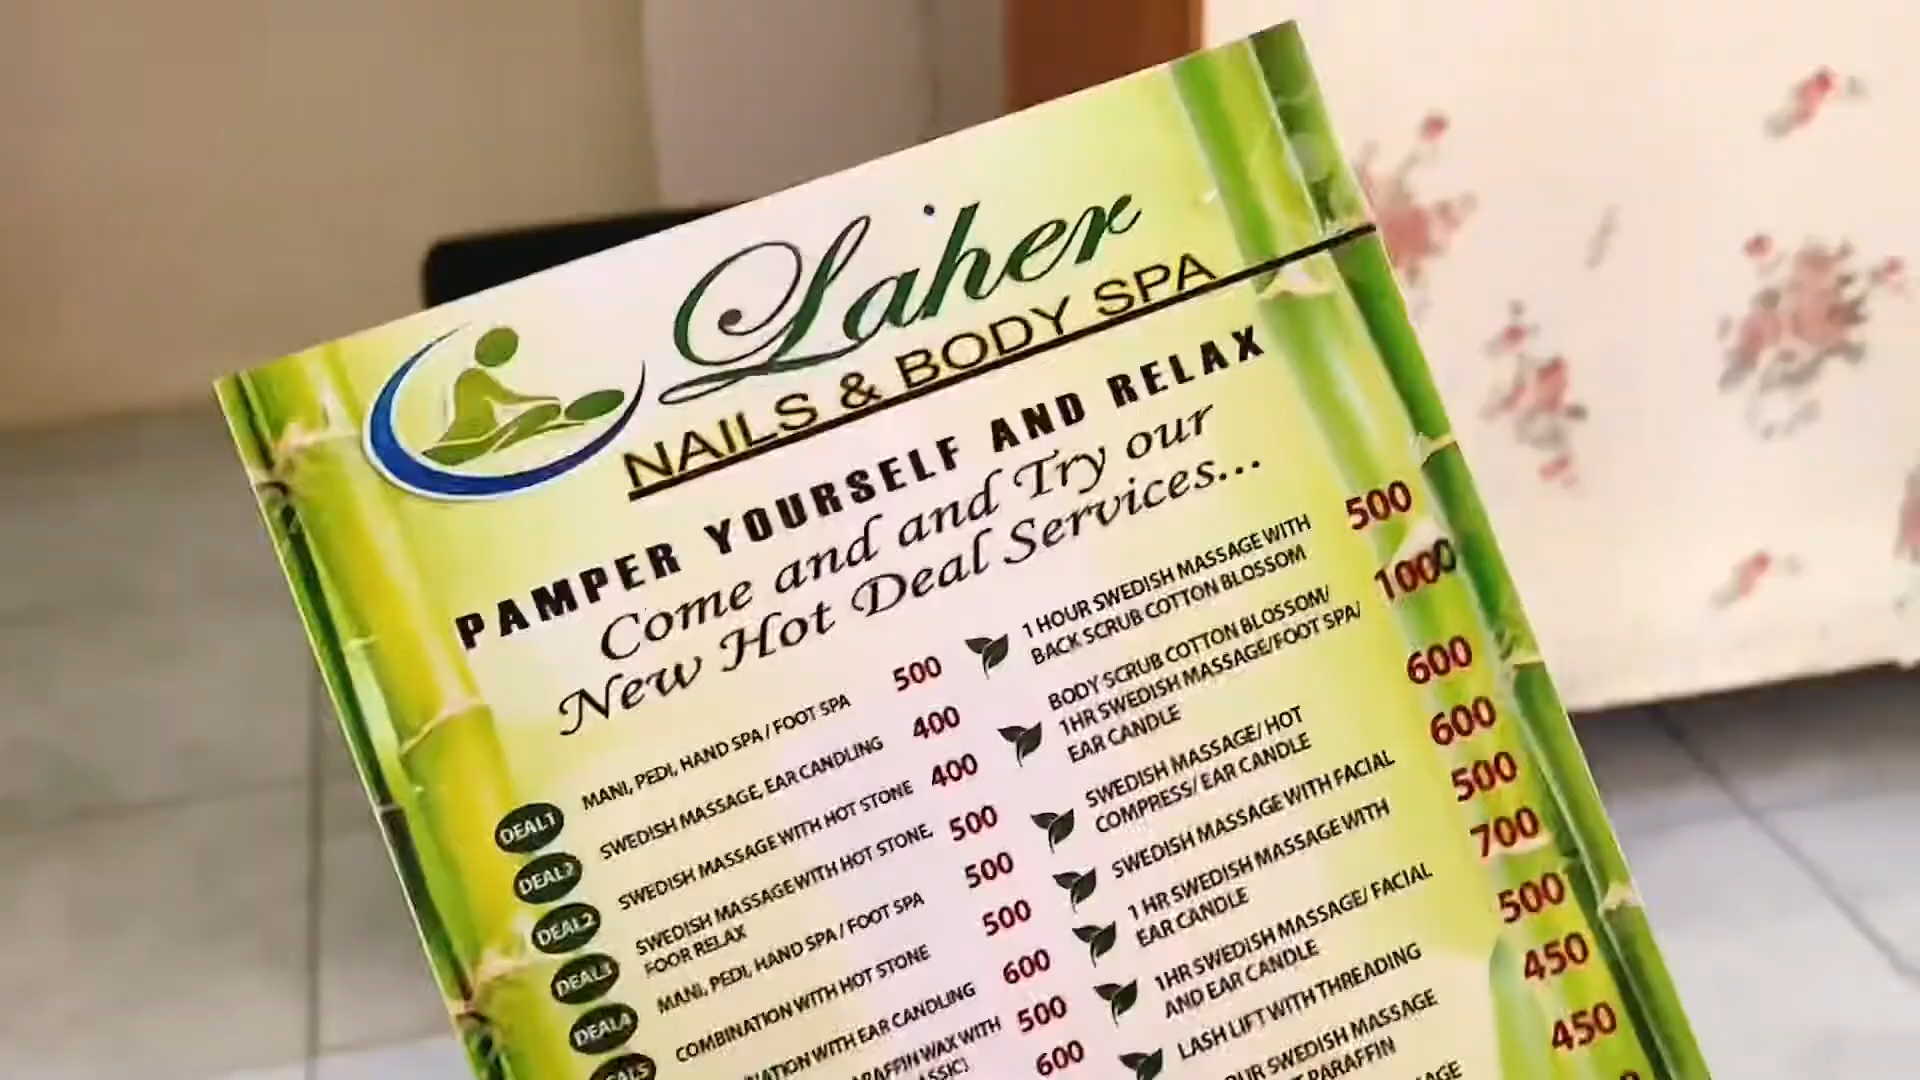 Laher
NAILS & BODY SPA
PAMPER YOURSELF AND RELAX
Come and and Try our
New Hot Deal Services...
DEAL1 MANI, PEDI, HAND SPA / FOOT SPA 500
DEAL2 SWEDISH MASSAGE, EAR CANDLING 400
DEAL2 SWEDISH MASSAGE WITH HOT STONE 400
SWEDISH MASSAGE WITH HOT STONE, 500
FOOR RELAX
DEAL4 MANI, PEDI, HAND SPA / FOOT SPA 500
COMBINATION WITH HOT STONE 500
WITH EAR CANDLING 600
WAX WITH 500
600
1 HOUR SWEDISH MASSAGE WITH 500
BACK SCRUB COTTON BLOSSOM
BODY SCRUB COTTON BLOSSOM/ 1000
1HR SWEDISH MASSAGE/FOOT SPA/
EAR CANDLE
SWEDISH MASSAGE/ HOT 600
COMPRESS/ EAR CANDLE
SWEDISH MASSAGE WITH FACIAL 600
1 HR SWEDISH MASSAGE WITH 500
EAR CANDLE
1HR SWEDISH MASSAGE/ FACIAL 700
AND EAR CANDLE
LASH LIFT WITH THREADING 500
SWEDISH MASSAGE 450
PARAFFIN
450